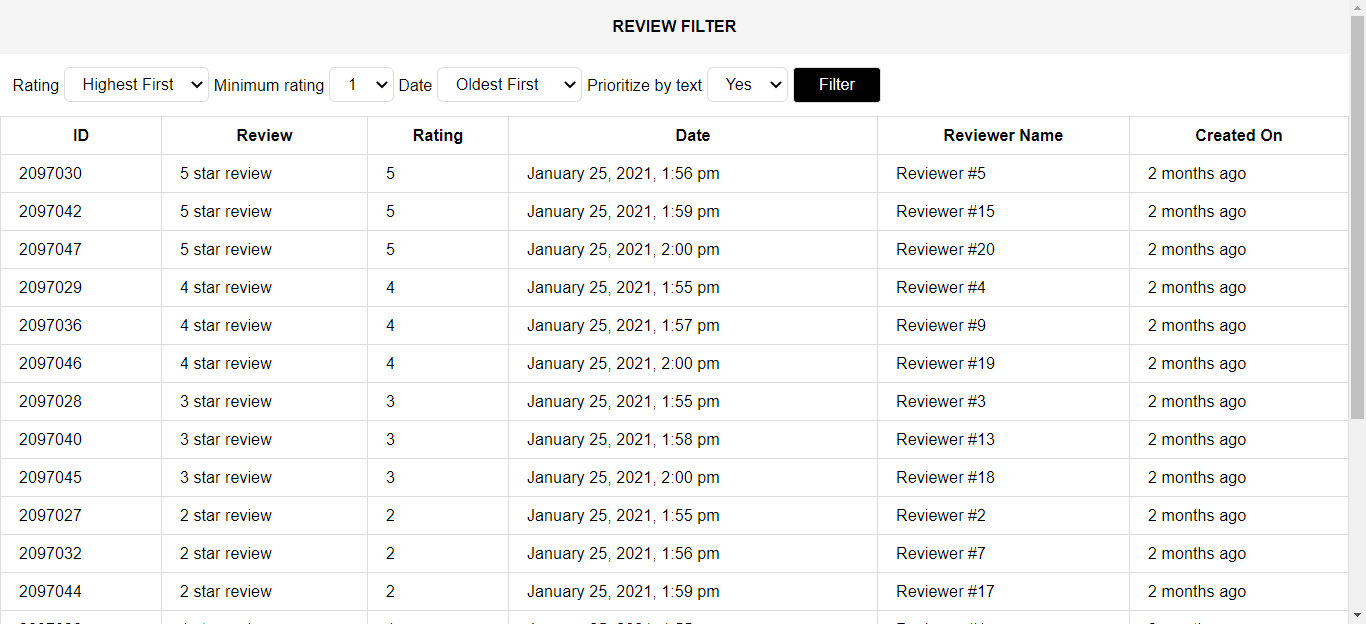 REVIEW FILTER
Rating Highest First Minimum rating 1 Date Oldest First Prioritize by text Yes Filter
ID Review Rating Date Reviewer Name Created On
2097030 5 star review 5 January 25, 2021, 1:56 pm Reviewer #5 2 months ago
2097042 5 star review 5 January 25, 2021, 1:59 pm Reviewer #15 2 months ago
2097047 5 star review 5 January 25, 2021, 2:00 pm Reviewer #20 2 months ago
2097029 4 star review 4 January 25, 2021, 1:55 pm Reviewer #4 2 months ago
2097036 4 star review 4 January 25, 2021, 1:57 pm Reviewer #9 2 months ago
2097046 4 star review 4 January 25, 2021, 2:00 pm Reviewer #19 2 months ago
2097028 3 star review 3 January 25, 2021, 1:55 pm Reviewer #3 2 months ago
2097040 3 star review 3 January 25, 2021, 1:58 pm Reviewer #13 2 months ago
2097045 3 star review 3 January 25, 2021, 2:00 pm Reviewer #18 2 months ago
2097027 2 star review 2 January 25, 2021, 1:55 pm Reviewer #2 2 months ago
2097032 2 star review 2 January 25, 2021, 1:56 pm Reviewer #7 2 months ago
2097044 2 star review 2 January 25, 2021, 1:59 pm Reviewer #17 2 months ago